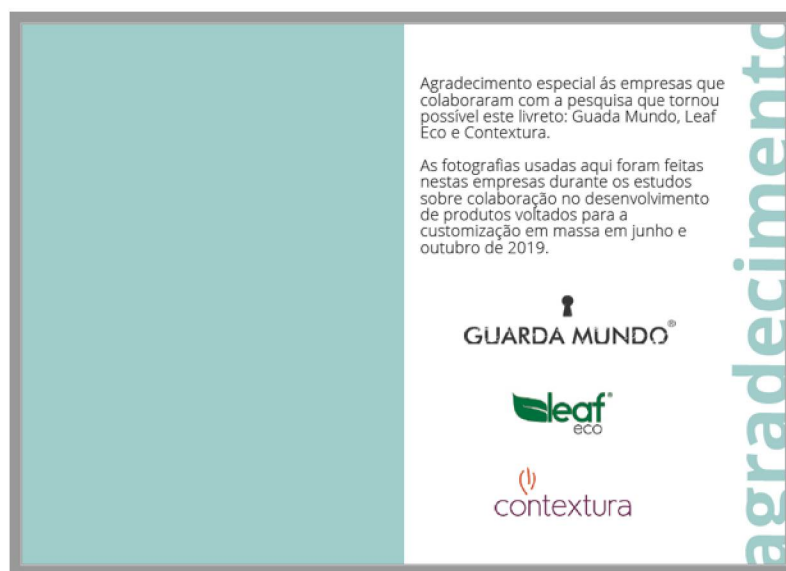 Agradecimento especial ás empresas que
colaboraram com a pesquisa que tornou
possível este livreto: Guada Mundo, Leaf
Eco e Contextura.
As fotografias usadas aqui foram feitas
nestas empresas durante os estudos
sobre colaboração no desenvolvimento
de produtos voltados para a
customização em massa em junho e
outubro de 2019.
GUARDA MUNDO®
leaf®
eco
contextura
agradecimento